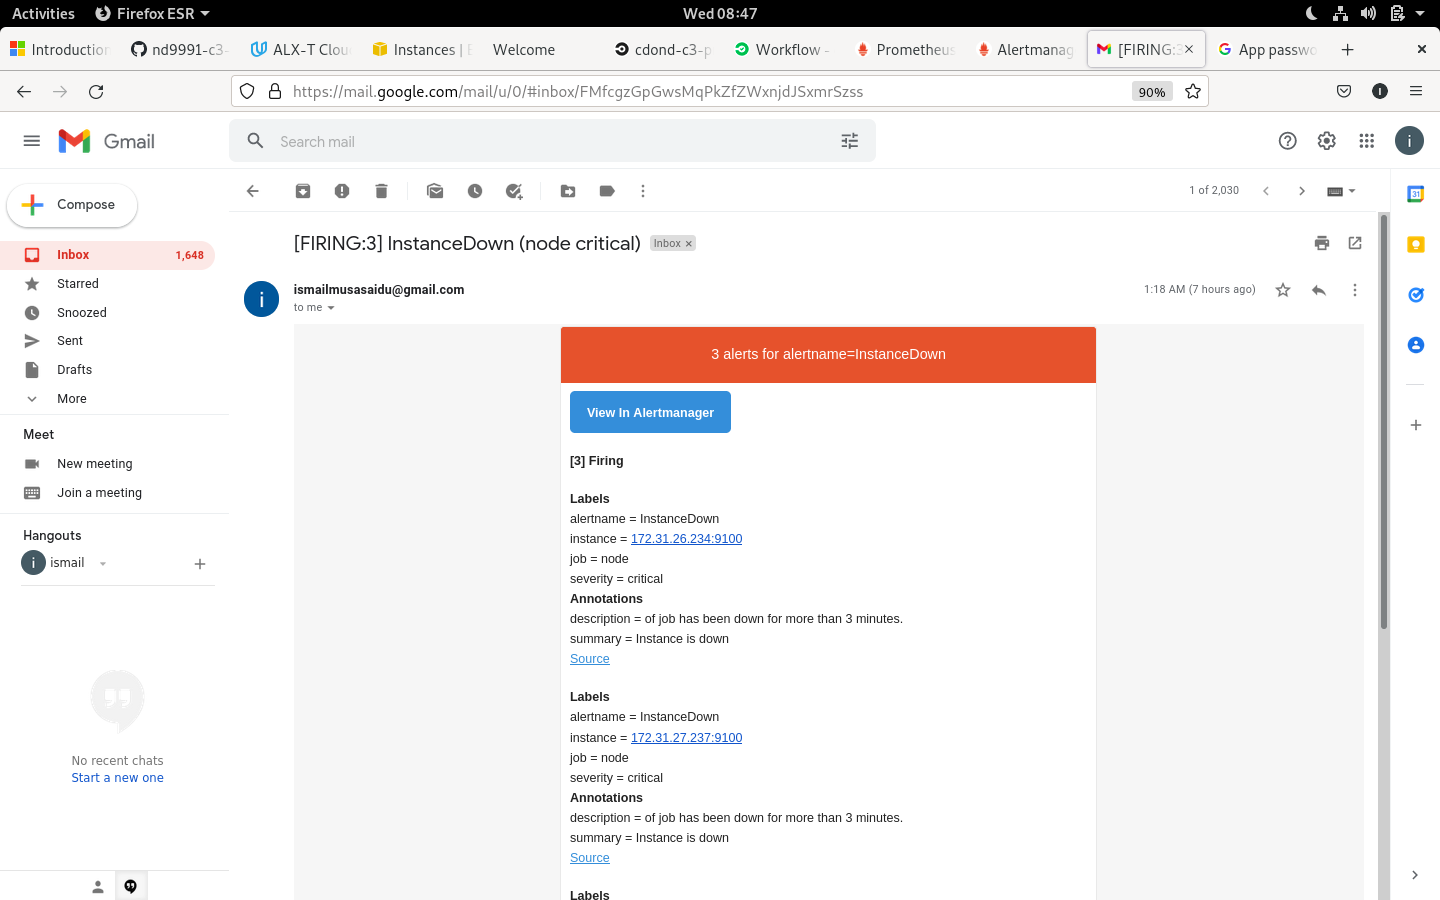 Activities Firefox ESR Wed 08:47
Introduction nd9991-c3- ALX-T Clou Instances | E Welcome cdond-c3-p Workflow - Prometheus Alertmanag [FIRING:3 App passwo
https://mail.google.com/mail/u/0/#inbox/FMfcgzGpGwsMqPkZfZWxnjdJSxmrSzss 90%
Gmail Search mail
Compose
1 of 2,030
Inbox 1,648
Starred
Snoozed
Sent
Drafts
More
Meet
New meeting
Join a meeting
Hangouts
i ismail
No recent chats
Start a new one
[FIRING:3] InstanceDown (node critical) Inbox ×
ismailmusasaidu@gmail.com 1:18 AM (7 hours ago)
to me
3 alerts for alertname=InstanceDown
View In Alertmanager
[3] Firing
Labels
alertname = InstanceDown
instance = 172.31.26.234:9100
job = node
severity = critical
Annotations
description = of job has been down for more than 3 minutes.
summary = Instance is down
Source
Labels
alertname = InstanceDown
instance = 172.31.27.237:9100
job = node
severity = critical
Annotations
description = of job has been down for more than 3 minutes.
summary = Instance is down
Source
Labels